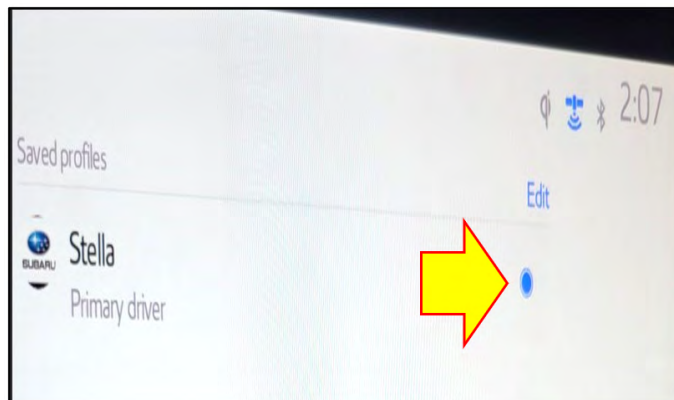 2:07
Saved profiles
Edit
SUBARU
Stella
Primary driver